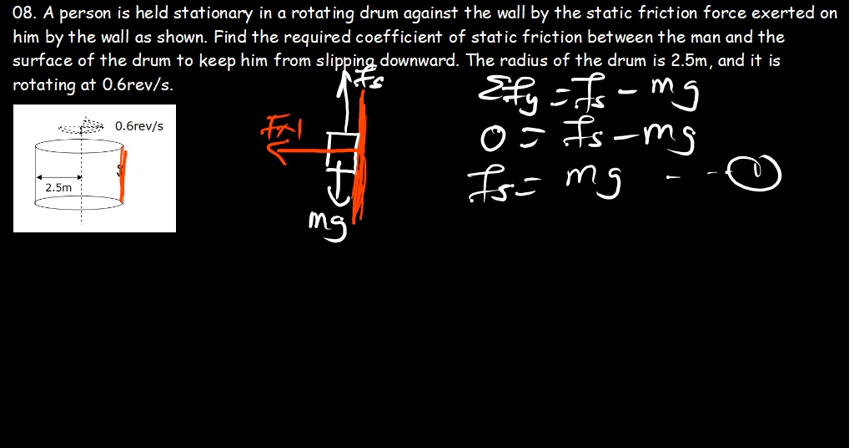 08. A person is held stationary in a rotating drum against the wall by the static friction force exerted on
him by the wall as shown. Find the required coefficient of static friction between the man and the
surface of the drum to keep him from slipping downward. The radius of the drum is 2.5m, and it is
rotating at 0.6rev/s.
fs
Σfy = fs - mg
0.6rev/s
0 = fs - mg
2.5m
fs = mg - - ①
mg